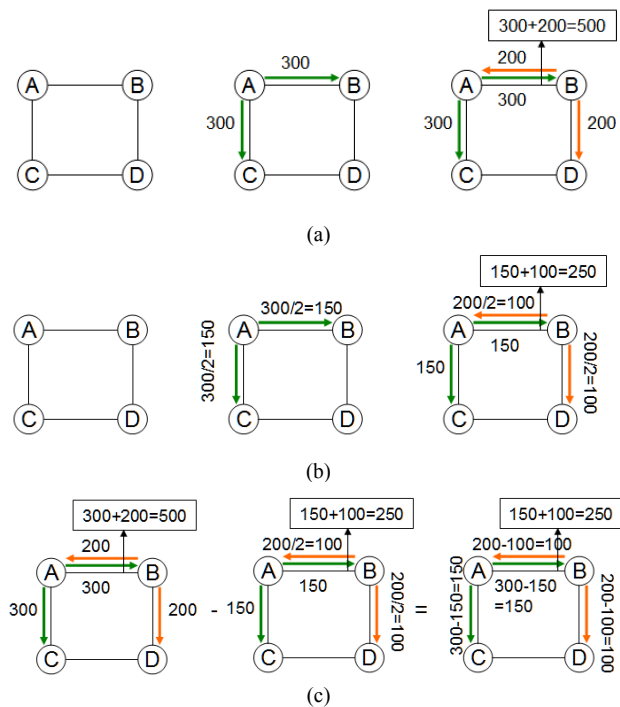 300+200=500
300
200
A
B
A
B
A
B
300
300
300
200
C
D
C
D
C
D
(a)
150+100=250
300/2=150
200/2=100
A
B
A
B
A
B
300/2=150
150
150
200/2=100
C
D
C
D
C
D
(b)
300+200=500
150+100=250
150+100=250
200
200/2=100
200-100=100
A
B
A
B
A
B
300
150
300-150
=150
300
200
-
150
200/2=100
=
300-150=150
200-100=100
C
D
C
D
C
D
(c)